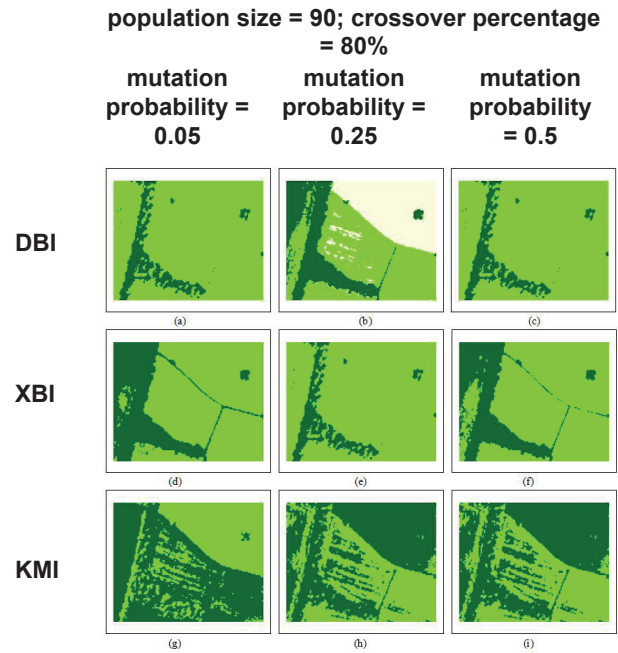 population size = 90; crossover percentage
= 80%
mutation
probability =
0.05
mutation
probability =
0.25
mutation
probability
= 0.5
DBI
(a)
(b)
(c)
XBI
(d)
(e)
(f)
KMI
(g)
(h)
(i)